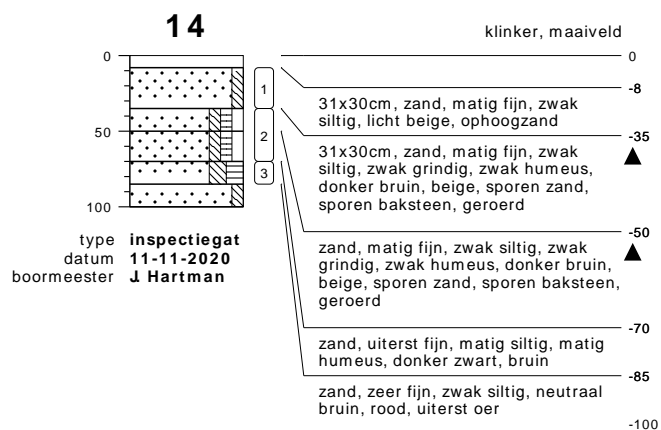 14
klinker, maaiveld
0
0
-8
1
31x30cm, zand, matig fijn, zwak
siltig, licht beige, ophoogzand
-35
2
50
31x30cm, zand, matig fijn, zwak
siltig, zwak grindig, zwak humeus,
donker bruin, beige, sporen zand,
sporen baksteen, geroerd
3
100
-50
type inspectiegat
datum 11-11-2020
boormeester J Hartman
zand, matig fijn, zwak siltig, zwak
grindig, zwak humeus, donker bruin,
beige, sporen zand, sporen baksteen,
geroerd
-70
zand, uiterst fijn, matig siltig, matig
humeus, donker zwart, bruin
-85
zand, zeer fijn, zwak siltig, neutraal
bruin, rood, uiterst oer
-100